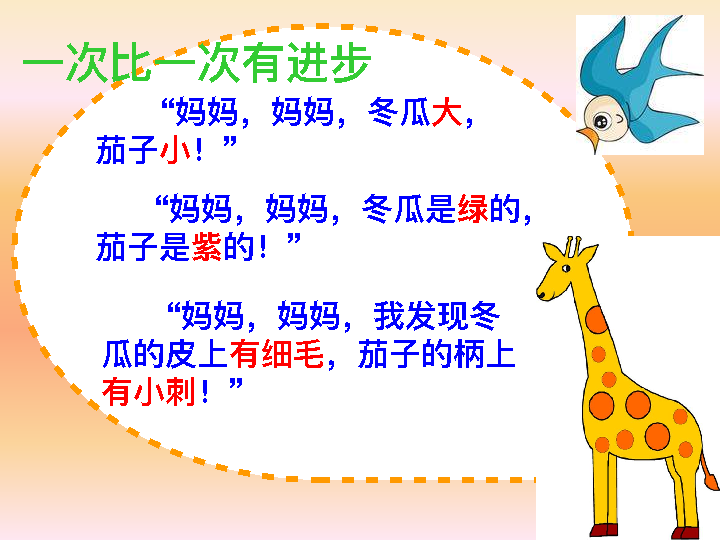 一次比一次有进步
“妈妈，妈妈，冬瓜大，
茄子小！”
“妈妈，妈妈，冬瓜是绿的，
茄子是紫的！”
“妈妈，妈妈，我发现冬
瓜的皮上有细毛，茄子的柄上
有小刺！”